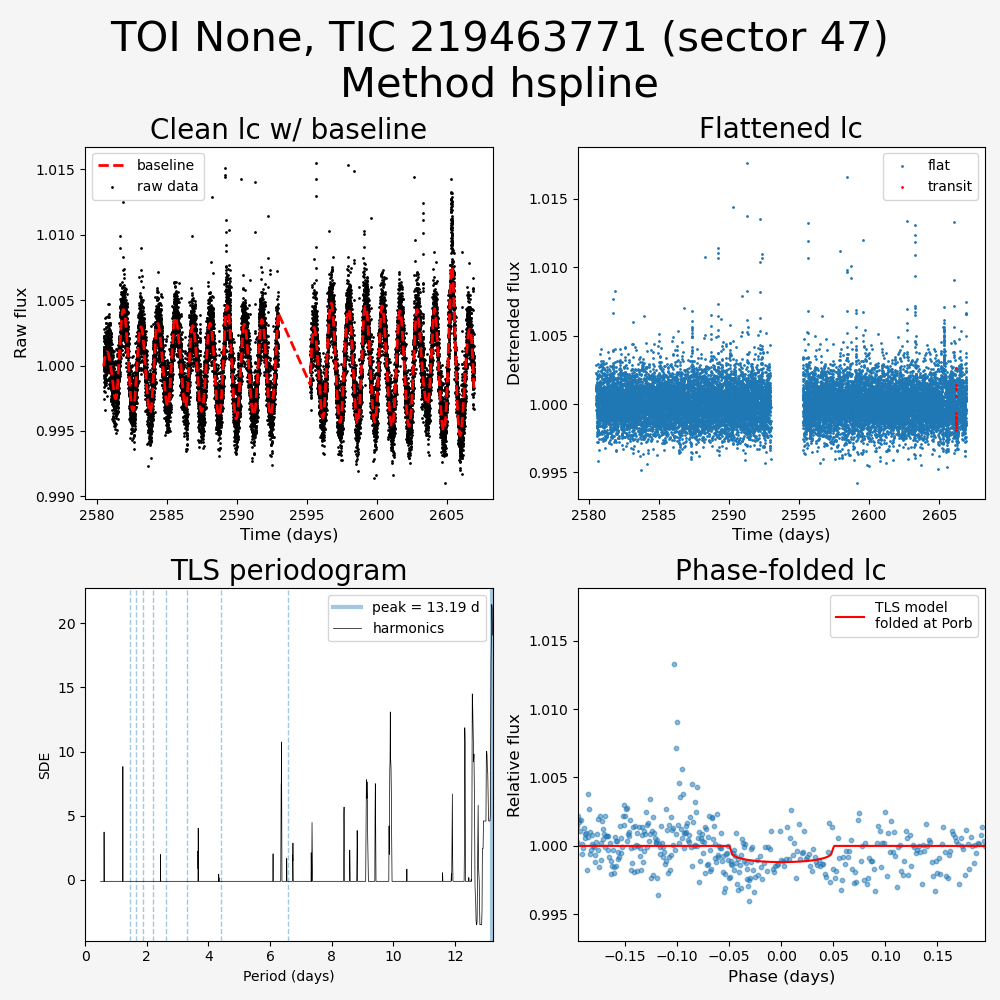 TOI None, TIC 219463771 (sector 47)
Method hspline
Clean lc w/ baseline
Flattened lc
baseline
raw data
flat
transit
1.015
1.010
1.005
1.000
0.995
0.990
Raw flux
2580 2585 2590 2595 2600 2605
Time (days)
1.015
1.010
1.005
1.000
0.995
Detrended flux
2580 2585 2590 2595 2600 2605
Time (days)
TLS periodogram
Phase-folded lc
peak = 13.19 d
harmonics
TLS model
folded at Porb
20
15
10
5
0
SDE
0 2 4 6 8 10 12
Period (days)
1.015
1.010
1.005
1.000
0.995
Relative flux
−0.15 −0.10 −0.05 0.00 0.05 0.10 0.15
Phase (days)